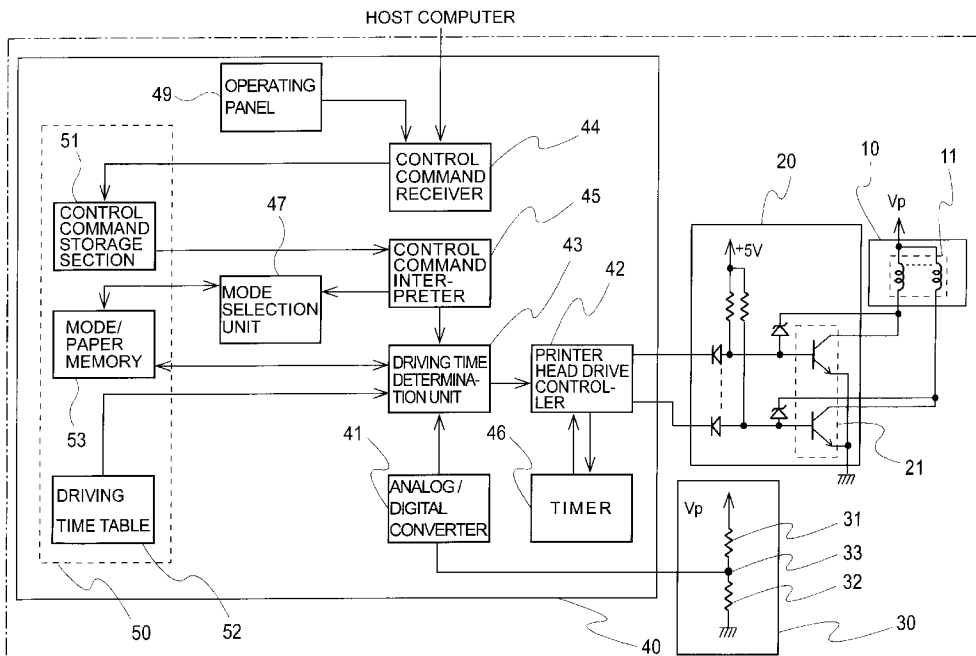 HOST COMPUTER
49
OPERATING
PANEL
51
44
CONTROL
COMMAND
RECEIVER
10
11
20
Vp
45
CONTROL
COMMAND
STORAGE
SECTION
47
CONTROL
COMMAND
INTER-
PRETER
43
+5V
MODE
SELECTION
UNIT
42
MODE/
PAPER
MEMORY
DRIVING TIME
DETERMINA-
TION UNIT
PRINTER
HEAD DRIVE
CONTROL-
LER
53
41
46
21
DRIVING
TIME TABLE
ANALOG/
DIGITAL
CONVERTER
TIMER
Vp
31
33
32
50
52
40
30